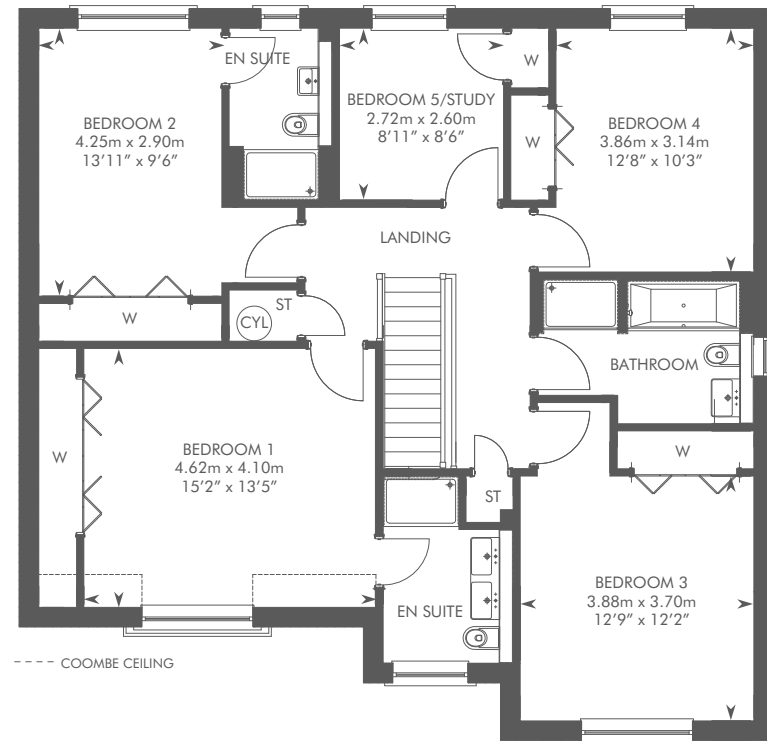 EN SUITE
W
BEDROOM 2
4.25m x 2.90m
13'11” x 9'6”
BEDROOM 5/STUDY
2.72m x 2.60m
8'11” x 8'6”
W
BEDROOM 4
3.86m x 3.14m
12'8” x 10'3”
LANDING
W
ST
CYL
BATHROOM
BEDROOM 1
4.62m x 4.10m
15'2” x 13'5”
W
W
ST
EN SUITE
BEDROOM 3
3.88m x 3.70m
12'9” x 12'2”
COOMBE CEILING